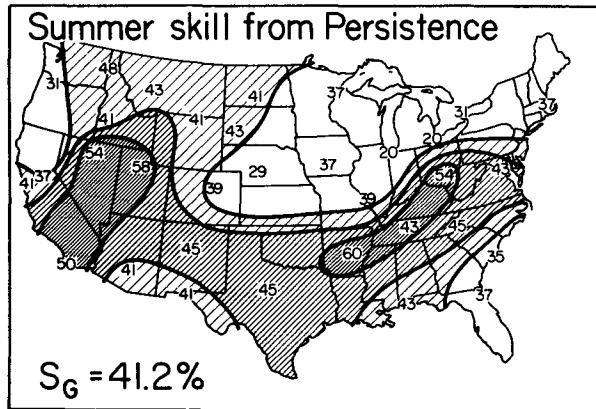 Summer skill from Persistence
31 48 43 41 37 31 37
41 41 43 20 20
54 58 29 37 54 43
41 37 39 39
43 45
45 60 35
50 41 41 45 43 37
S_G = 41.2%